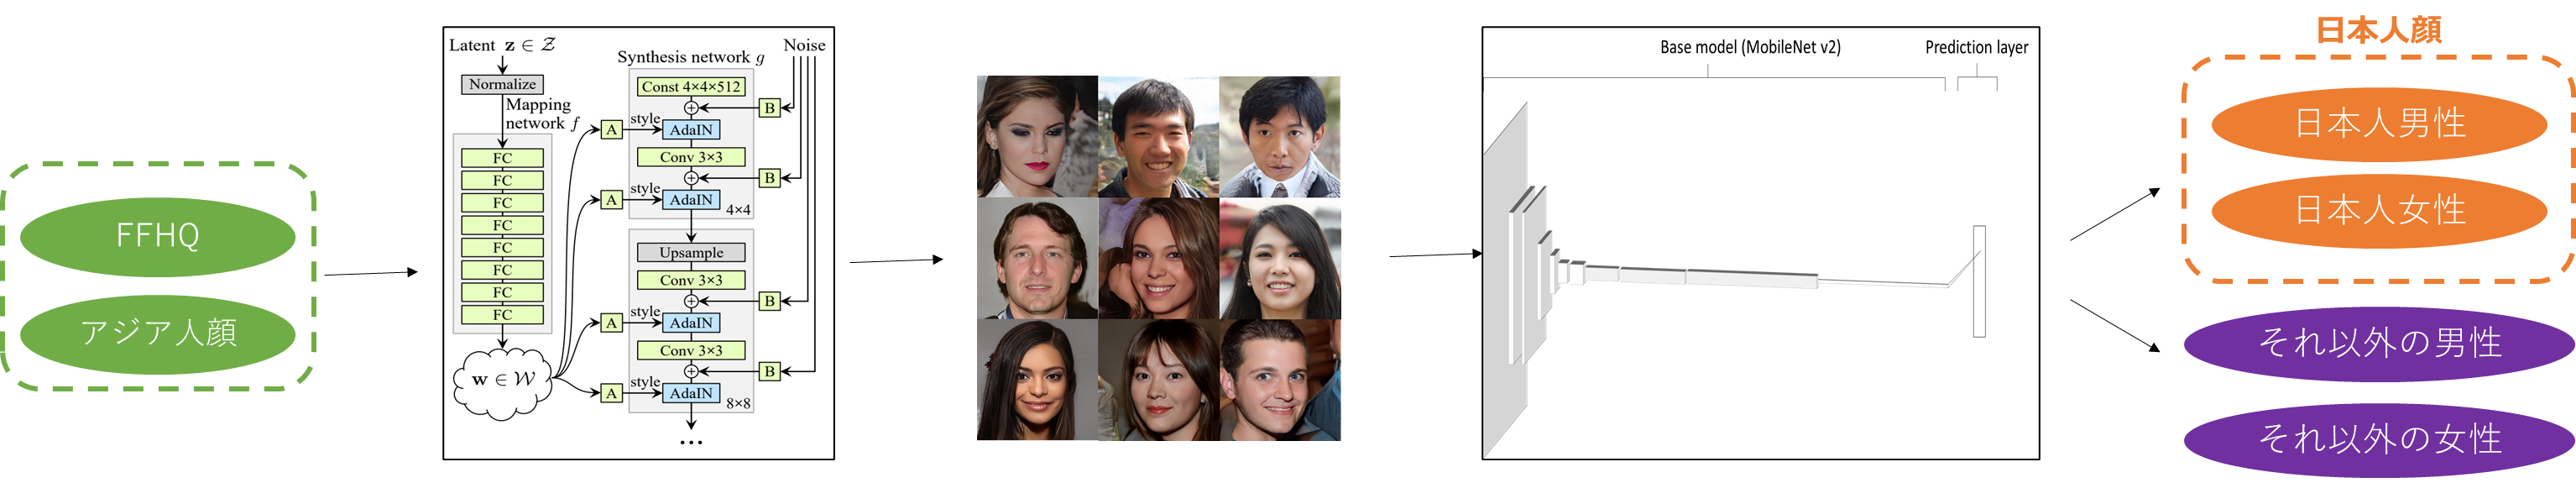 FFHQ
アジア人顔
Latent z ∈ Z
Normalize
Mapping
network f
FC
FC
FC
FC
FC
FC
FC
FC
w ∈ W
Noise
Synthesis network g
Const 4×4×512
B
A
style
AdaIN
Conv 3×3
B
A
style
AdaIN
4×4
Upsample
Conv 3×3
B
A
style
AdaIN
Conv 3×3
B
A
style
AdaIN
8×8
...
Base model (MobileNet v2)
Prediction layer
日本人顔
日本人男性
日本人女性
それ以外の男性
それ以外の女性